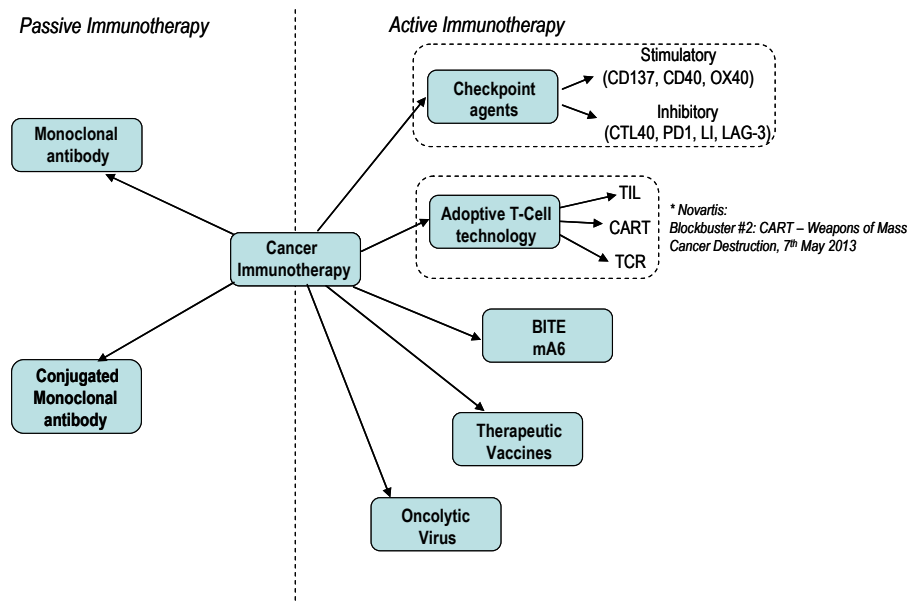 Passive Immunotherapy
Active Immunotherapy
Stimulatory
(CD137, CD40, OX40)
Checkpoint
agents
Inhibitory
(CTL40, PD1, LI, LAG-3)
Monoclonal
antibody
TIL
Adoptive T-Cell
technology
CART
TCR
* Novartis:
Blockbuster #2: CART – Weapons of Mass
Cancer Destruction, 7th May 2013
Cancer
Immunotherapy
BITE
mA6
Conjugated
Monoclonal
antibody
Therapeutic
Vaccines
Oncolytic
Virus